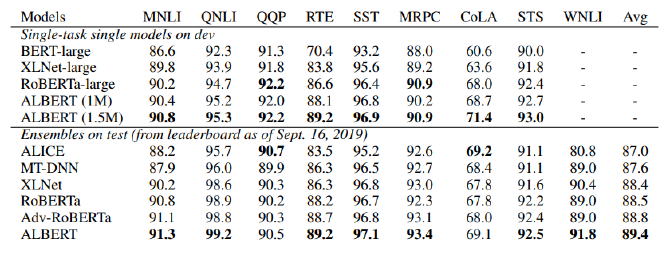 Models MNLI QNLI QQP RTE SST MRPC CoLA STS WNLI Avg
Single-task single models on dev
BERT-large 86.6 92.3 91.3 70.4 93.2 88.0 60.6 90.0 - -
XLNet-large 89.8 93.9 91.8 83.8 95.6 89.2 63.6 91.8 - -
RoBERTa-large 90.2 94.7 92.2 86.6 96.4 90.9 68.0 92.4 - -
ALBERT (1M) 90.4 95.2 92.0 88.1 96.8 90.2 68.7 92.7 - -
ALBERT (1.5M) 90.8 95.3 92.2 89.2 96.9 90.9 71.4 93.0 - -
Ensembles on test (from leaderboard as of Sept. 16, 2019)
ALICE 88.2 95.7 90.7 83.5 95.2 92.6 69.2 91.1 80.8 87.0
MT-DNN 87.9 96.0 89.9 86.3 96.5 92.7 68.4 91.1 89.0 87.6
XLNet 90.2 98.6 90.3 86.3 96.8 93.0 67.8 91.6 90.4 88.4
RoBERTa 90.8 98.9 90.2 88.2 96.7 92.3 67.8 92.2 89.0 88.5
Adv-RoBERTa 91.1 98.8 90.3 88.7 96.8 93.1 68.0 92.4 89.0 88.8
ALBERT 91.3 99.2 90.5 89.2 97.1 93.4 69.1 92.5 91.8 89.4